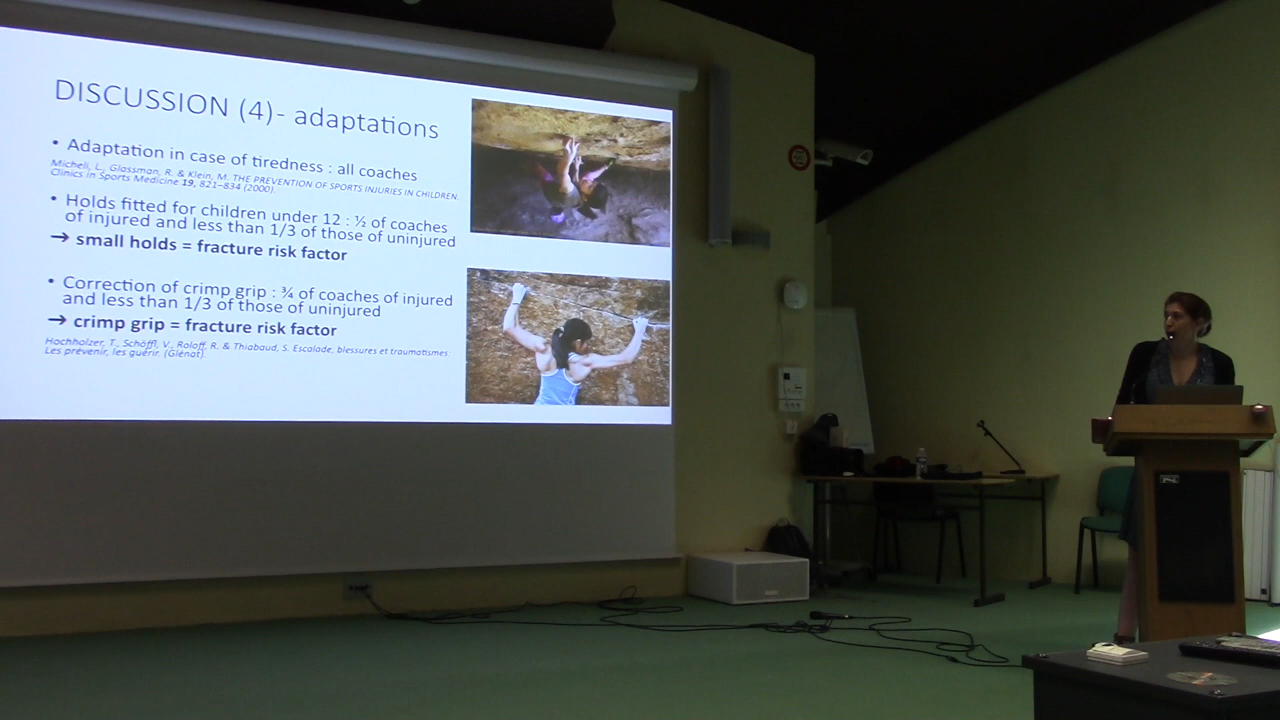 DISCUSSION (4)- adaptations
• Adaptation in case of tiredness : all coaches
Micheli, L., Glassman, R. & Klein, M. THE PREVENTION OF SPORTS INJURIES IN CHILDREN.
Clinics in Sports Medicine 19, 821–834 (2000).
• Holds fitted for children under 12 : ½ of coaches
of injured and less than 1/3 of those of uninjured
→ small holds = fracture risk factor
• Correction of crimp grip : ¾ of coaches of injured
and less than 1/3 of those of uninjured
→ crimp grip = fracture risk factor
Hochholzer, T., Schöffl, V., Roloff, R. & Thiabaud, S. Escalade, blessures et traumatismes:
Les prévenir, les guérir. (Glénat).